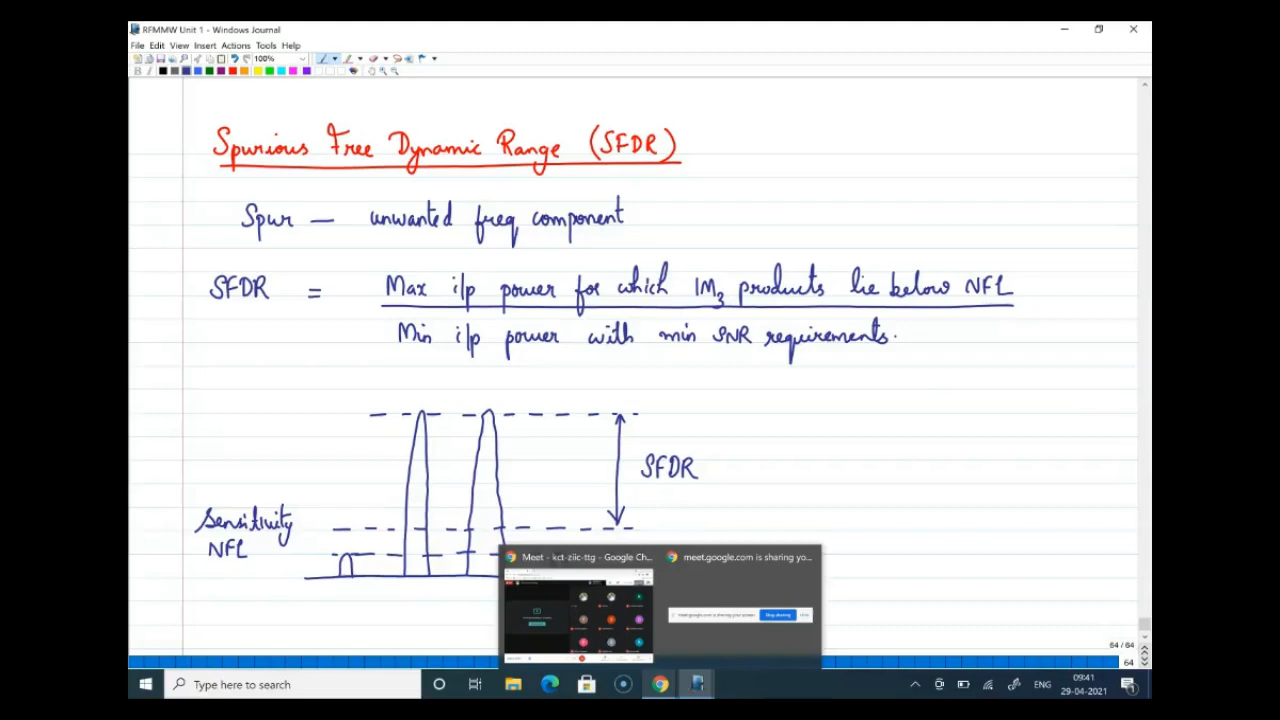 RFMMW Unit 1 - Windows Journal
File Edit View Insert Actions Tools Help
100%
B I
Spurious Free Dynamic Range (SFDR)
Spur — unwanted freq component
SFDR = Max i/p power for which IM3 products lie below NFL
Min i/p power with min SNR requirements.
SFDR
Sensitivity
NFL
Meet - kct-ziic-ttg - Google Ch...
meet.google.com is sharing yo...
Stop sharing
64 / 64
64
Type here to search
ENG
09:41
29-04-2021
1